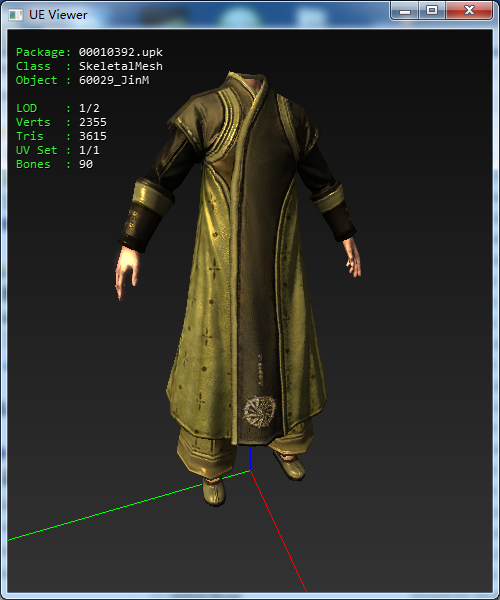 UE Viewer
Package: 00010392.upk
Class : SkeletalMesh
Object : 60029_JinM
LOD : 1/2
Verts : 2355
Tris : 3615
UV Set : 1/1
Bones : 90